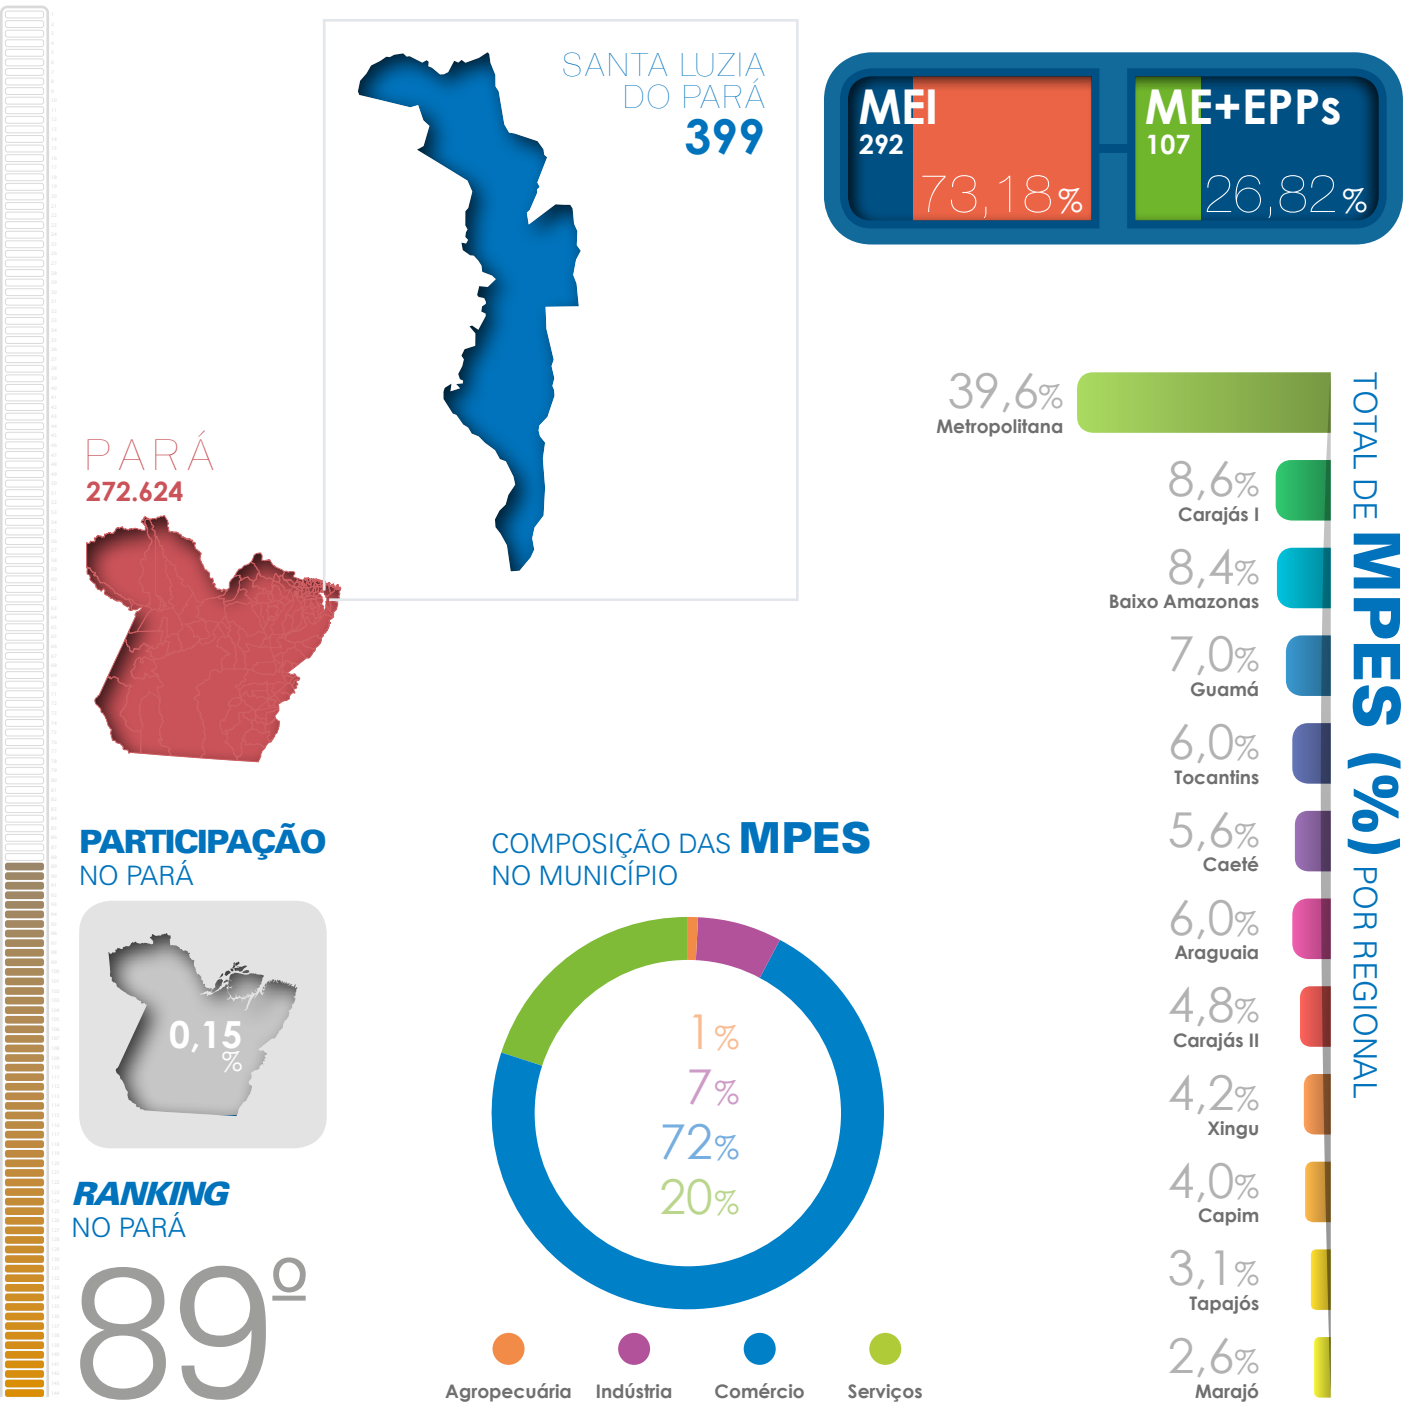 SANTA LUZIA
DO PARÁ
399
MEI
292
73,18%
ME+EPPs
107
26,82%
PARÁ
272.624
PARTICIPAÇÃO
NO PARÁ
0,15
%
RANKING
NO PARÁ
89º
COMPOSIÇÃO DAS MPES
NO MUNICÍPIO
1%
7%
72%
20%
Agropecuária
Indústria
Comércio
Serviços
TOTAL DE MPES (%) POR REGIONAL
39,6%
Metropolitana
8,6%
Carajás I
8,4%
Baixo Amazonas
7,0%
Guamá
6,0%
Tocantins
5,6%
Caeté
6,0%
Araguaia
4,8%
Carajás II
4,2%
Xingu
4,0%
Capim
3,1%
Tapajós
2,6%
Marajó